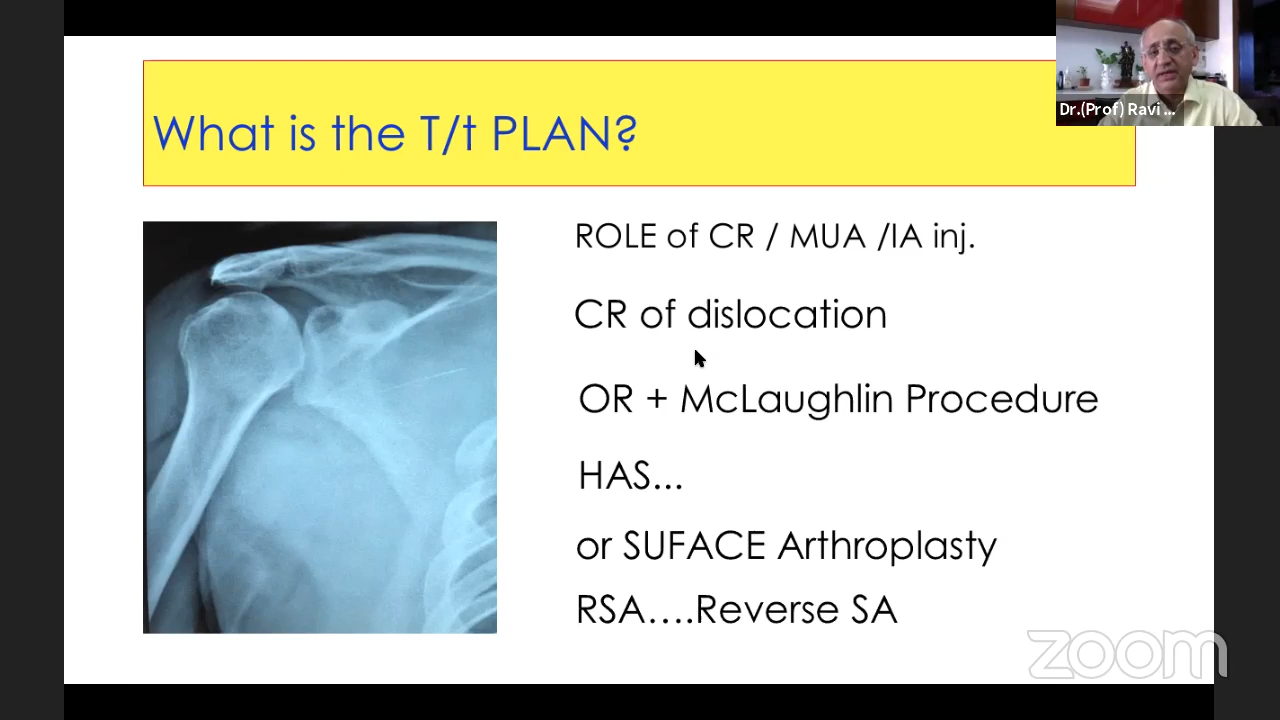 What is the T/t PLAN?
Dr.(Prof) Ravi ...
ROLE of CR / MUA /IA inj.
CR of dislocation
OR + McLaughlin Procedure
HAS...
or SUFACE Arthroplasty
RSA....Reverse SA
zoom